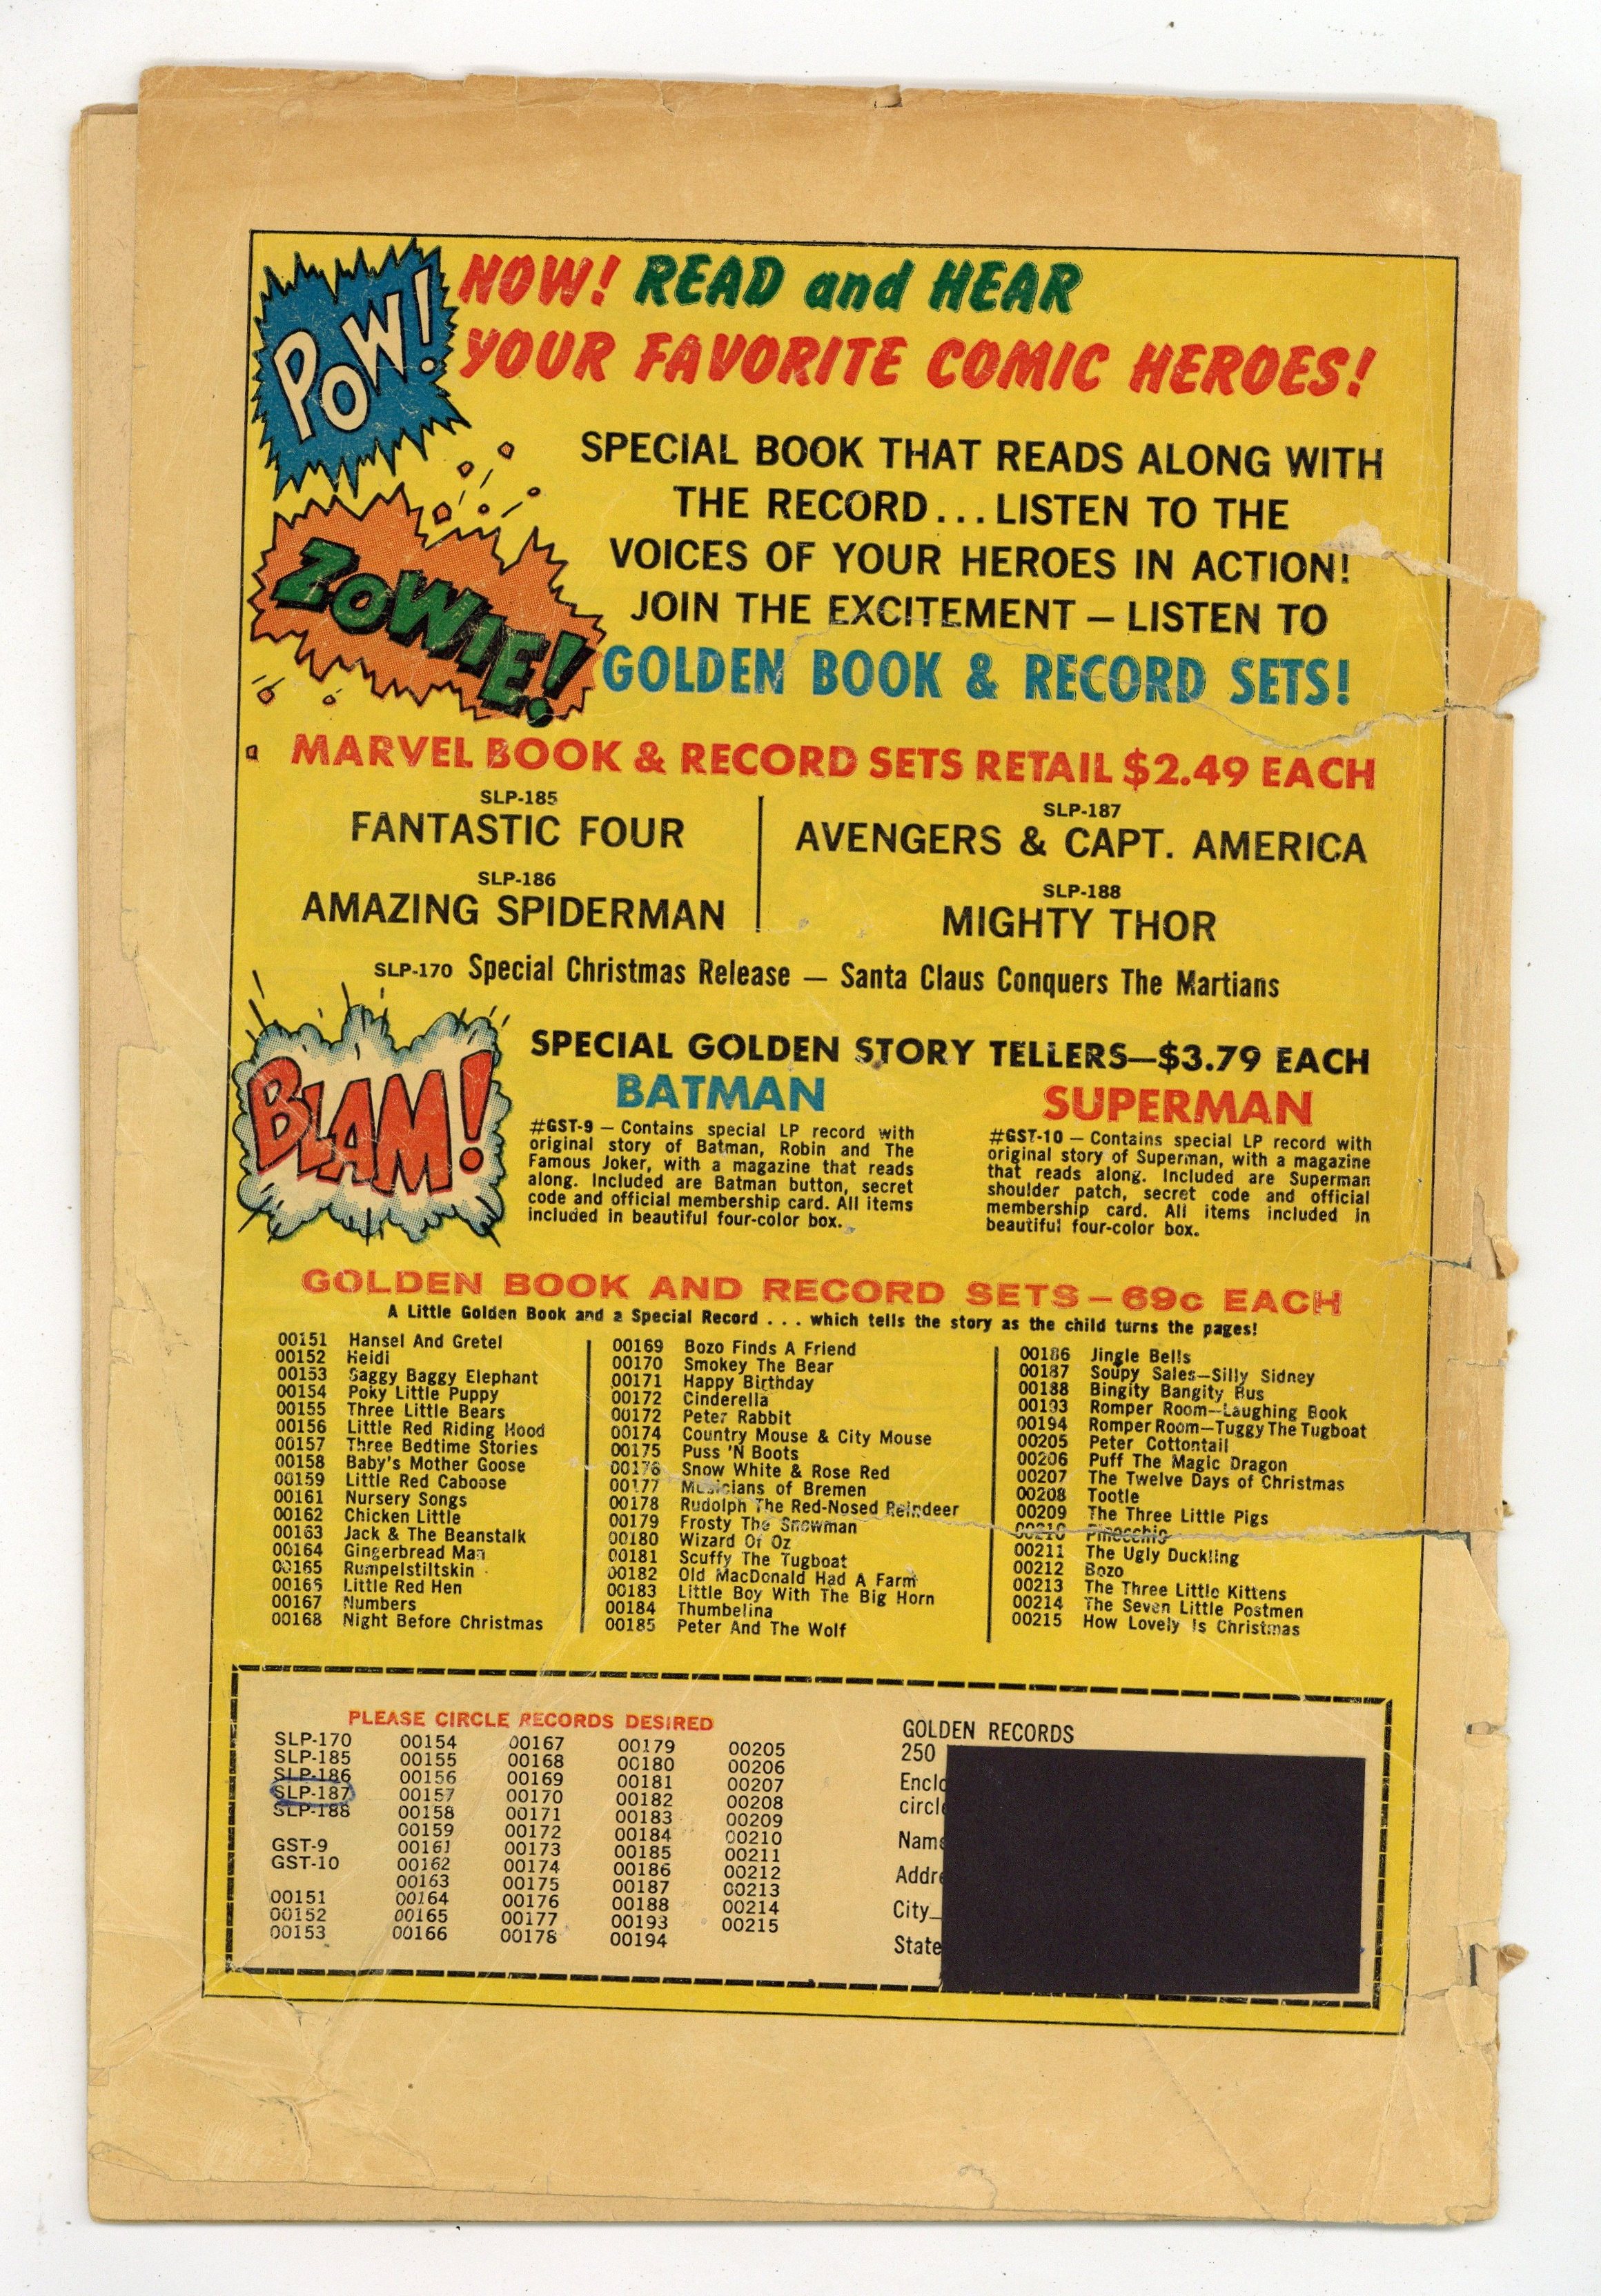 POW!
NOW! READ and HEAR
YOUR FAVORITE COMIC HEROES!
SPECIAL BOOK THAT READS ALONG WITH
THE RECORD...LISTEN TO THE
VOICES OF YOUR HEROES IN ACTION!
JOIN THE EXCITEMENT – LISTEN TO
GOLDEN BOOK & RECORD SETS!
ZOWIE!
MARVEL BOOK & RECORD SETS RETAIL $2.49 EACH
SLP-185
FANTASTIC FOUR
SLP-186
AMAZING SPIDERMAN
SLP-187
AVENGERS & CAPT. AMERICA
SLP-188
MIGHTY THOR
SLP-170 Special Christmas Release — Santa Claus Conquers The Martians
BLAM!
SPECIAL GOLDEN STORY TELLERS—$3.79 EACH
BATMAN
#GST-9 — Contains special LP record with
original story of Batman, Robin and The
Famous Joker, with a magazine that reads
along. Included are Batman button, secret
code and official membership card. All items
included in beautiful four-color box.
SUPERMAN
#GST-10 — Contains special LP record with
original story of Superman, with a magazine
that reads along. Included are Superman
shoulder patch, secret code and official
membership card. All items included in
beautiful four-color box.
GOLDEN BOOK AND RECORD SETS – 69c EACH
A Little Golden Book and a Special Record . . . which tells the story as the child turns the pages!
00151 Hansel And Gretel
00152 Heidi
00153 Saggy Baggy Elephant
00154 Poky Little Puppy
00155 Three Little Bears
00156 Little Red Riding Hood
00157 Three Bedtime Stories
00158 Baby's Mother Goose
00159 Little Red Caboose
00161 Nursery Songs
00162 Chicken Little
00163 Jack & The Beanstalk
00164 Gingerbread Man
00165 Rumpelstiltskin
00166 Little Red Hen
00167 Numbers
00168 Night Before Christmas
00169 Bozo Finds A Friend
00170 Smokey The Bear
00171 Happy Birthday
00172 Cinderella
00172 Peter Rabbit
00174 Country Mouse & City Mouse
00175 Puss 'N Boots
00176 Snow White & Rose Red
00177 Musicians of Bremen
00178 Rudolph The Red-Nosed Reindeer
00179 Frosty The Snowman
00180 Wizard Of Oz
00181 Scuffy The Tugboat
00182 Old MacDonald Had A Farm
00183 Little Boy With The Big Horn
00184 Thumbelina
00185 Peter And The Wolf
00186 Jingle Bells
00187 Soupy Sales—Silly Sidney
00188 Bingity Bangity Bus
00193 Romper Room—Laughing Book
00194 Romper Room—Tuggy The Tugboat
00205 Peter Cottontail
00206 Puff The Magic Dragon
00207 The Twelve Days of Christmas
00208 Tootle
00209 The Three Little Pigs
00210 Pinocchio
00211 The Ugly Duckling
00212 Bozo
00213 The Three Little Kittens
00214 The Seven Little Postmen
00215 How Lovely Is Christmas
PLEASE CIRCLE RECORDS DESIRED
SLP-170
SLP-185
SLP-186
SLP-187
SLP-188
GST-9
GST-10
00151
00152
00153
00154
00155
00156
00157
00158
00159
00161
00162
00163
00164
00165
00166
00167
00168
00169
00170
00171
00172
00173
00174
00175
00176
00177
00178
00179
00180
00181
00182
00183
00184
00185
00186
00187
00188
00193
00194
00205
00206
00207
00208
00209
00210
00211
00212
00213
00214
00215
GOLDEN RECORDS
250
Name
City
State